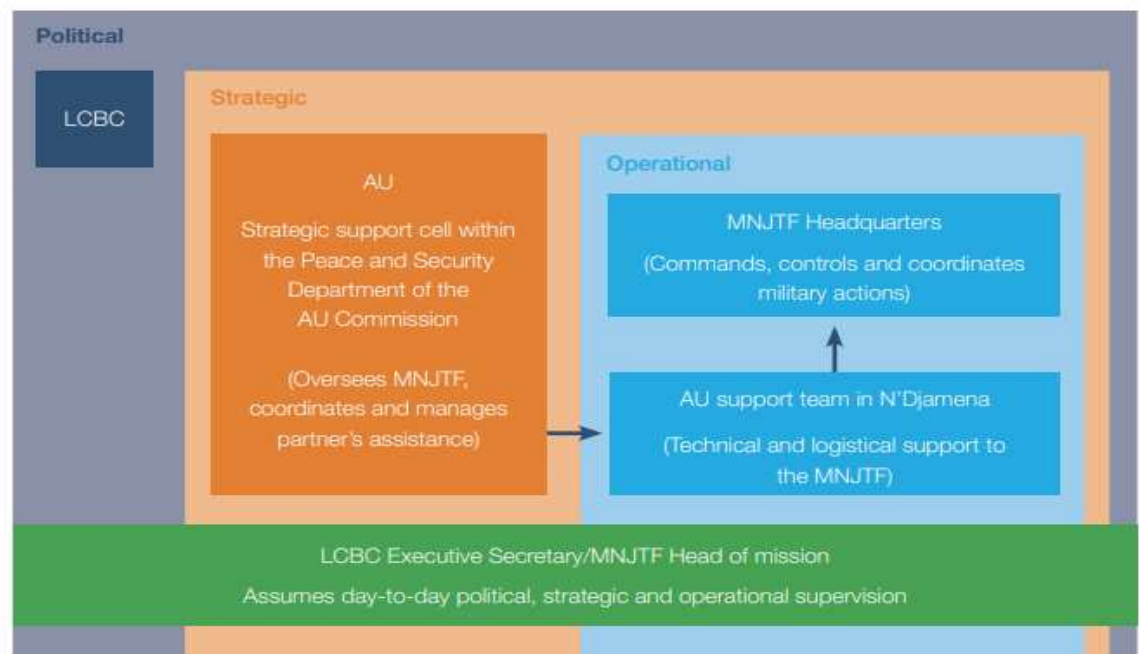 Political
LCBC
Strategic
AU
Strategic support cell within
the Peace and Security
Department of the
AU Commission
(Oversees MNJTF,
coordinates and manages
partner's assistance)
Operational
MNJTF Headquarters
(Commands, controls and coordinates
military actions)
AU support team in N'Djamena
(Technical and logistical support to
the MNJTF)
LCBC Executive Secretary/MNJTF Head of mission
Assumes day-to-day political, strategic and operational supervision